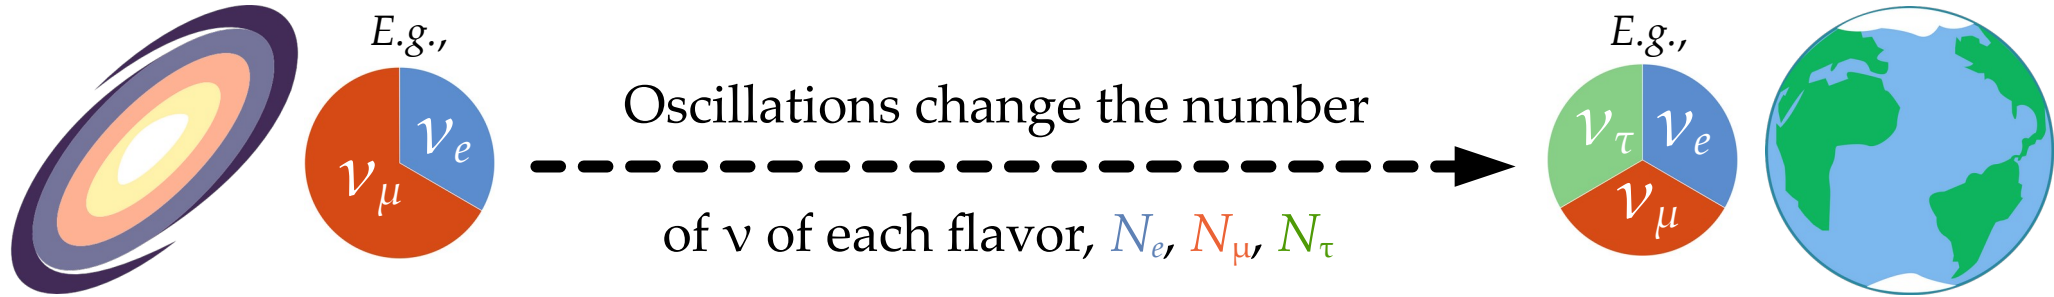 E.g.,
ν_e
ν_μ
Oscillations change the number
of ν of each flavor, N_e, N_μ, N_τ
E.g.,
ν_τ ν_e
ν_μ